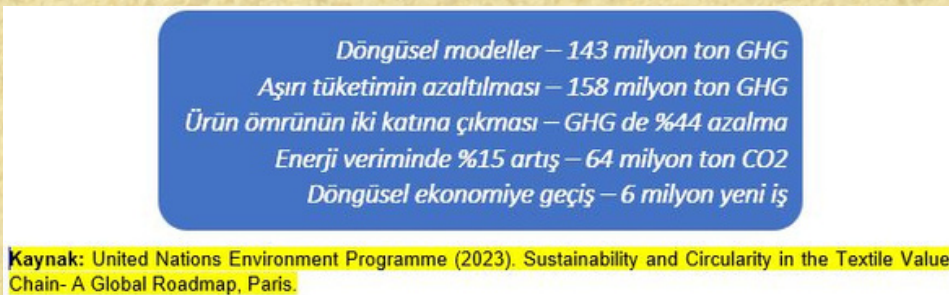 Döngüsel modeller – 143 milyon ton GHG
Aşırı tüketimin azaltılması – 158 milyon ton GHG
Ürün ömrünün iki katına çıkması – GHG de %44 azalma
Enerji veriminde %15 artış – 64 milyon ton CO2
Döngüsel ekonomiye geçiş – 6 milyon yeni iş
Kaynak: United Nations Environment Programme (2023). Sustainability and Circularity in the Textile Value
Chain- A Global Roadmap, Paris.